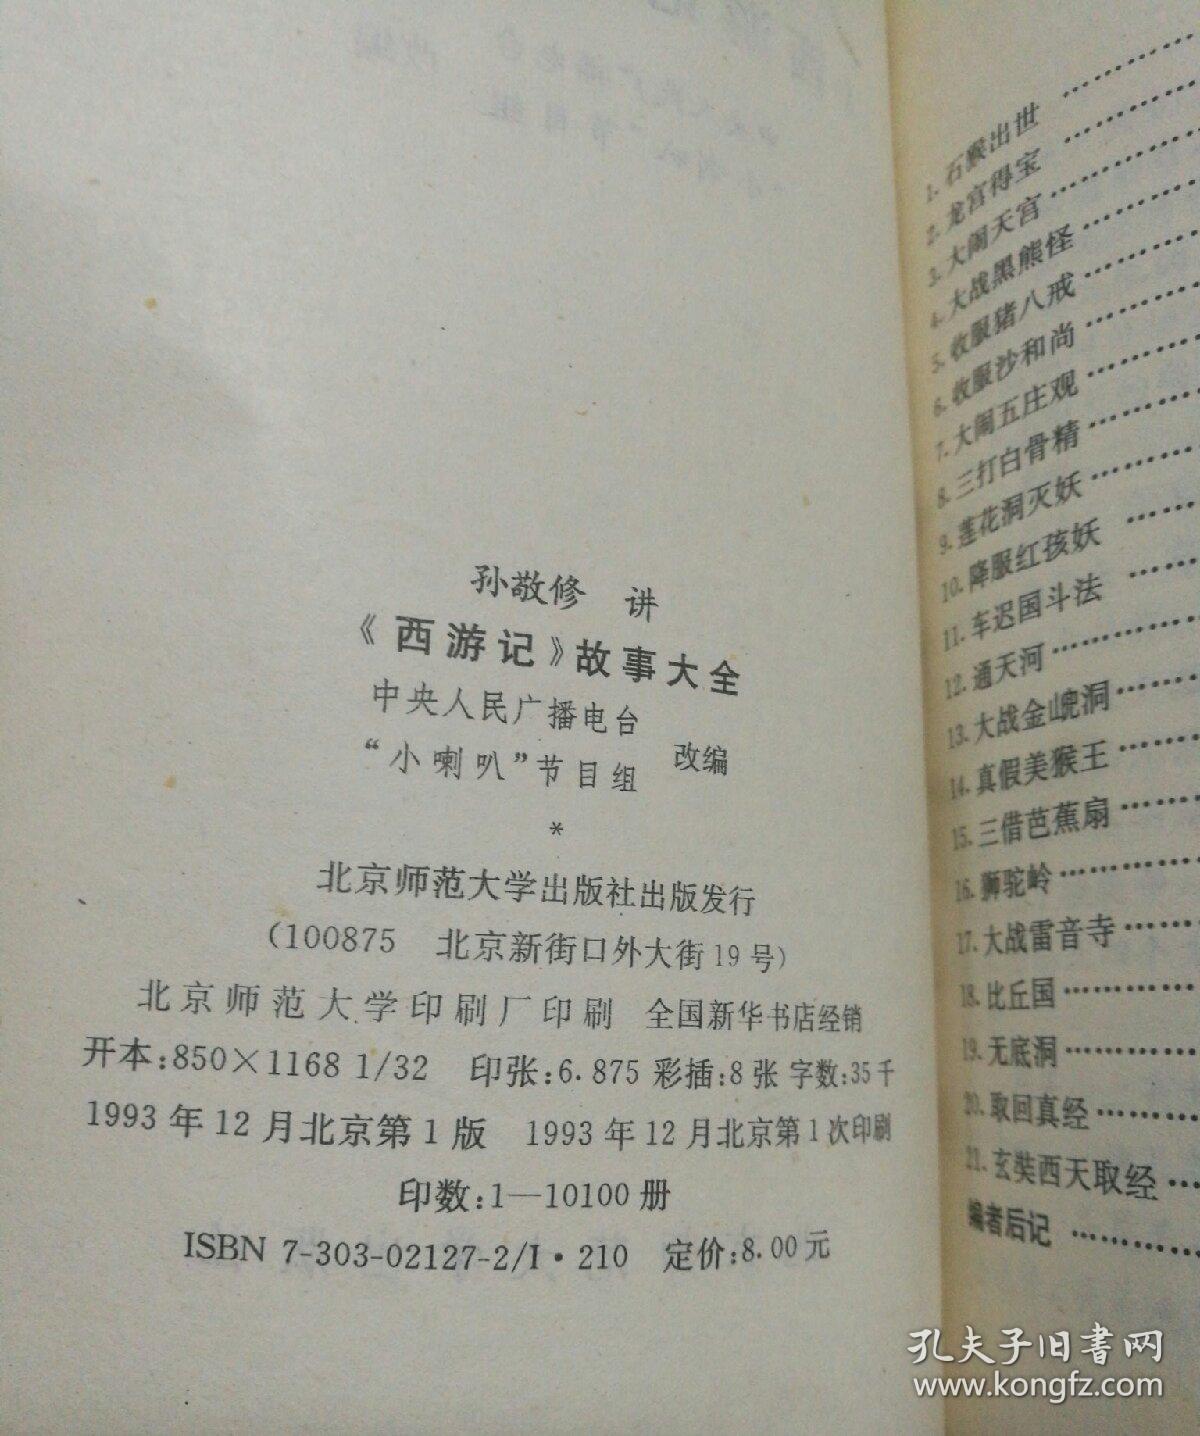 孙敬修 讲
《西游记》故事大全
中央人民广播电台
“小喇叭”节目组 改编
*
北京师范大学出版社出版发行
(100875 北京新街口外大街19号)
北京师范大学印刷厂印刷 全国新华书店经销
开本:850×1168 1/32 印张:6.875 彩插:8张 字数:35千
1993年12月北京第1版 1993年12月北京第1次印刷
印数:1—10100册
ISBN 7-303-02127-2/I·210 定价:8.00元
1. 石猴出世
2. 龙宫得宝
3. 大闹天宫
4. 大战黑熊怪
5. 收服猪八戒
6. 收服沙和尚
7. 大闹五庄观
8. 三打白骨精
9. 莲花洞灭妖
10. 降服红孩妖
11. 车迟国斗法
12. 通天河
13. 大战金𡶴洞
14. 真假美猴王
15. 三借芭蕉扇
16. 狮驼岭
17. 大战雷音寺
18. 比丘国
19. 无底洞
20. 取回真经
21. 玄奘西天取经
编者后记
孔夫子旧书网
www.kongfz.com